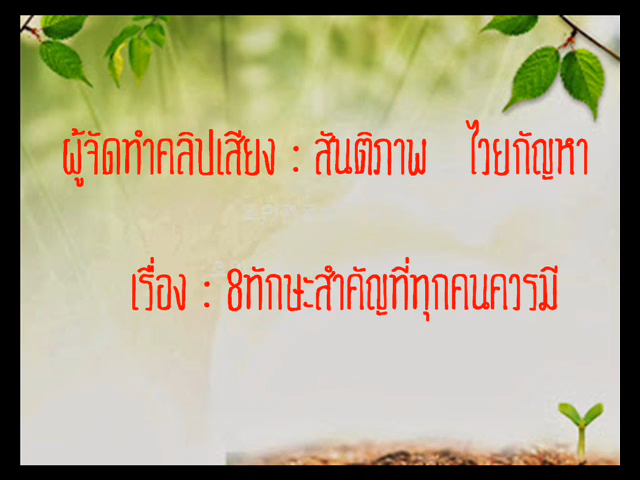 ผู้จัดทำคลิปเสียง : สันติภาพ ไวยกัญหา
เรื่อง : 8ทักษะสำคัญที่ทุกคนควรมี